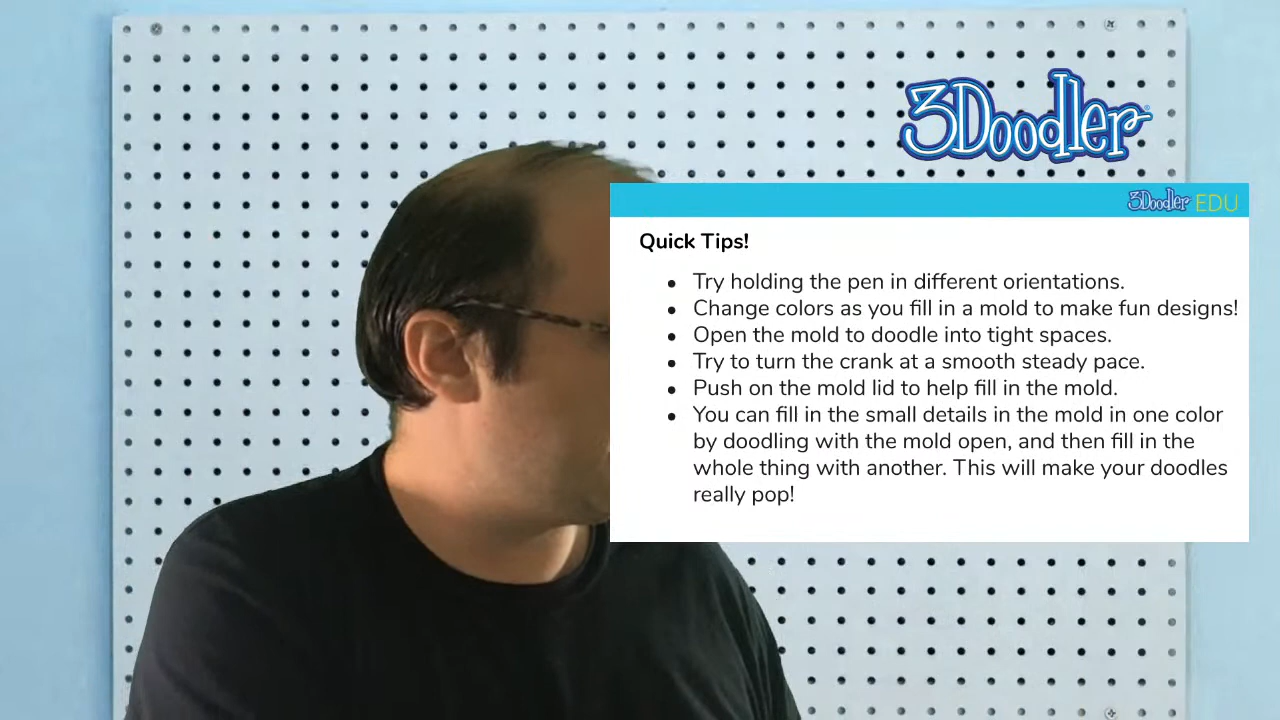 3Doodler
3Doodler EDU
Quick Tips!
• Try holding the pen in different orientations.
• Change colors as you fill in a mold to make fun designs!
• Open the mold to doodle into tight spaces.
• Try to turn the crank at a smooth steady pace.
• Push on the mold lid to help fill in the mold.
• You can fill in the small details in the mold in one color
by doodling with the mold open, and then fill in the
whole thing with another. This will make your doodles
really pop!